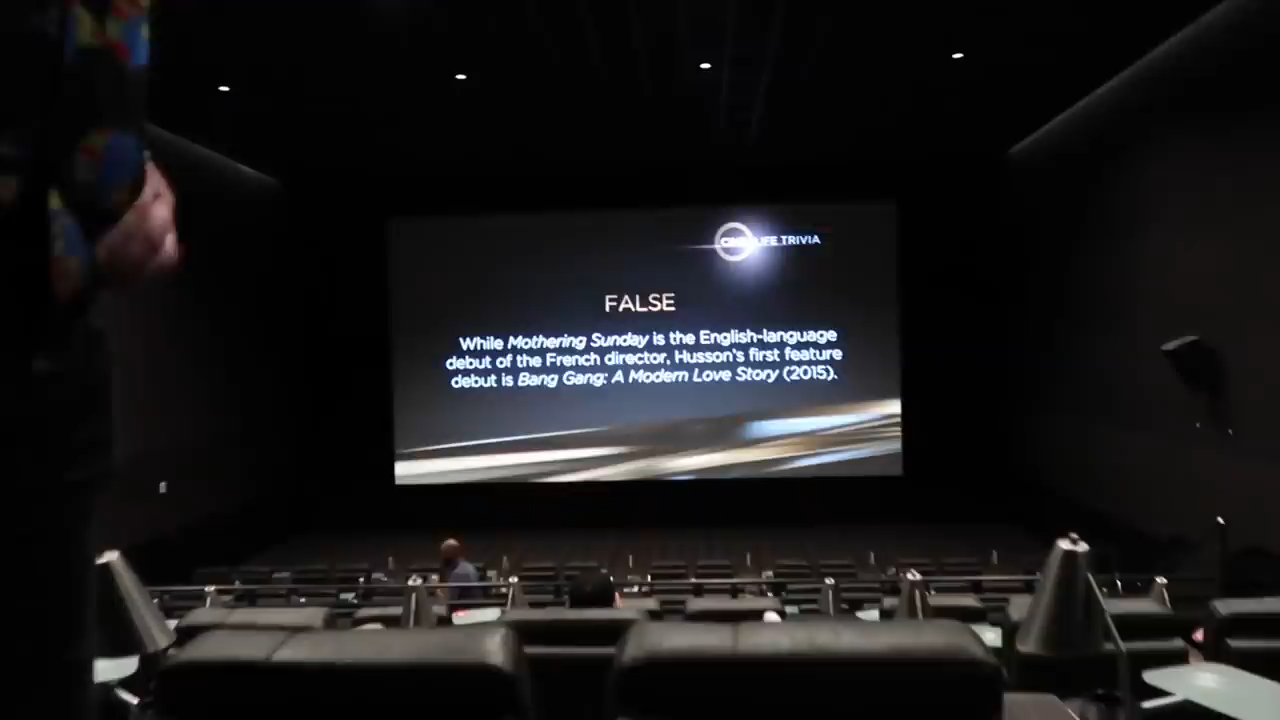 CINELIFE TRIVIA
FALSE
While Mothering Sunday is the English-language
debut of the French director, Husson's first feature
debut is Bang Gang: A Modern Love Story (2015).